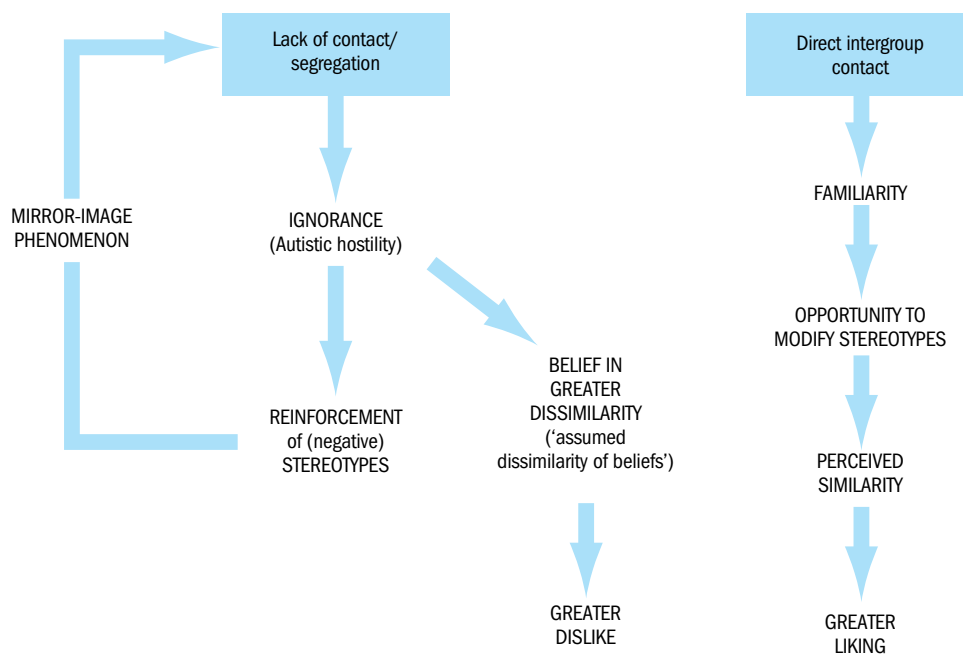 Lack of contact/
segregation
MIRROR-IMAGE
PHENOMENON
IGNORANCE
(Autistic hostility)
REINFORCEMENT
of (negative)
STEREOTYPES
BELIEF IN
GREATER
DISSIMILARITY
(‘assumed
dissimilarity of beliefs’)
GREATER
DISLIKE
Direct intergroup
contact
FAMILIARITY
OPPORTUNITY TO
MODIFY STEREOTYPES
PERCEIVED
SIMILARITY
GREATER
LIKING